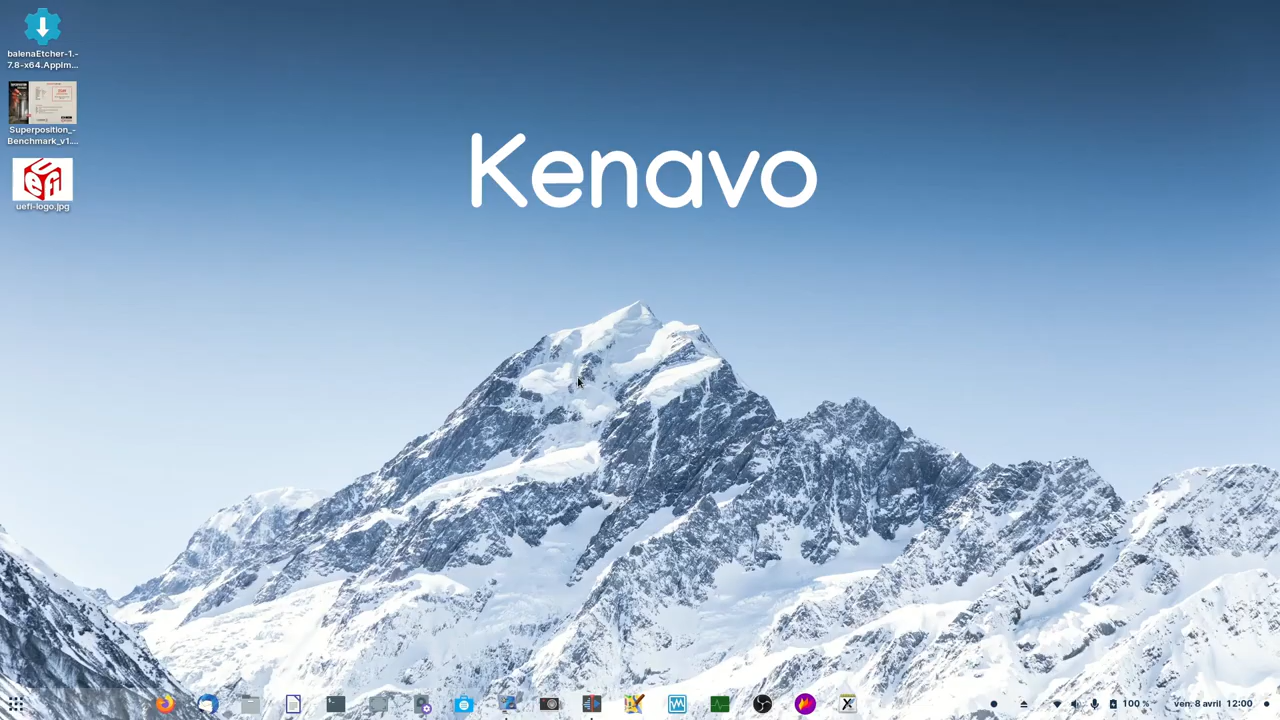 balenaEtcher-1.-
7.8-x64.AppIm...
Superposition_-
Benchmark_v1....
uefi-logo.jpg
Kenavo
100 %
ven. 8 avril 12:00